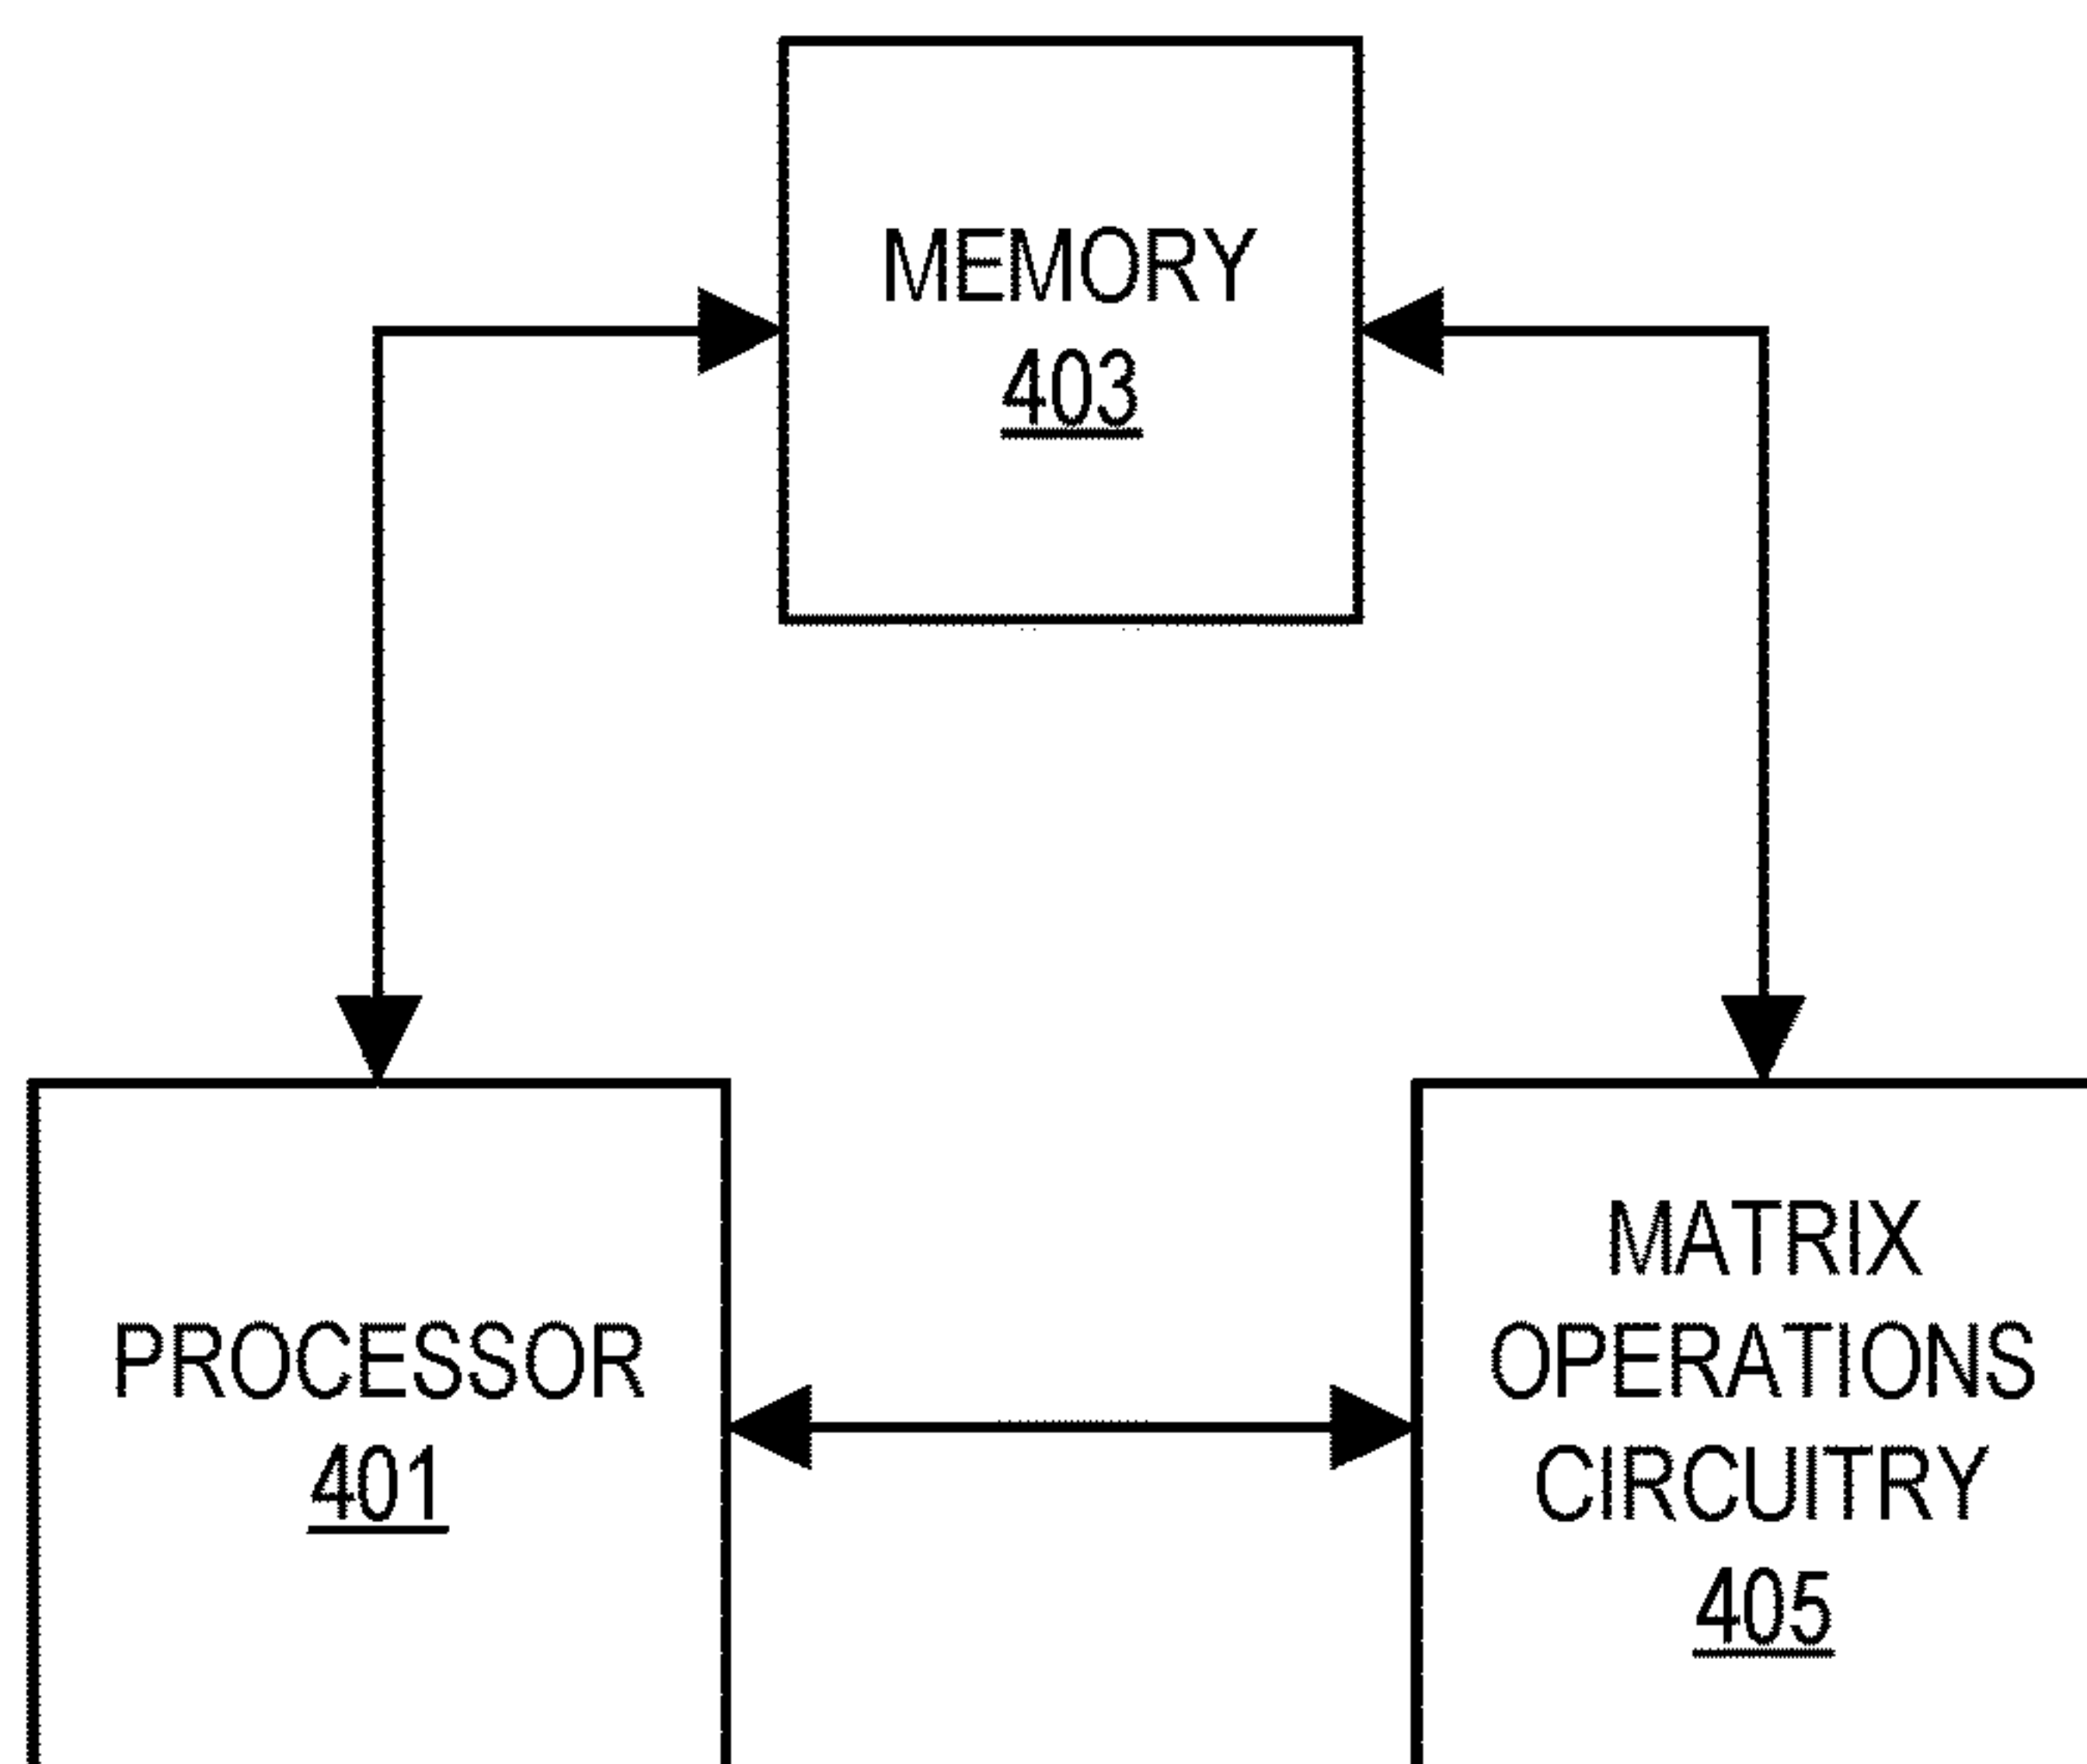 MEMORY
403
PROCESSOR
401
MATRIX
OPERATIONS
CIRCUITRY
405